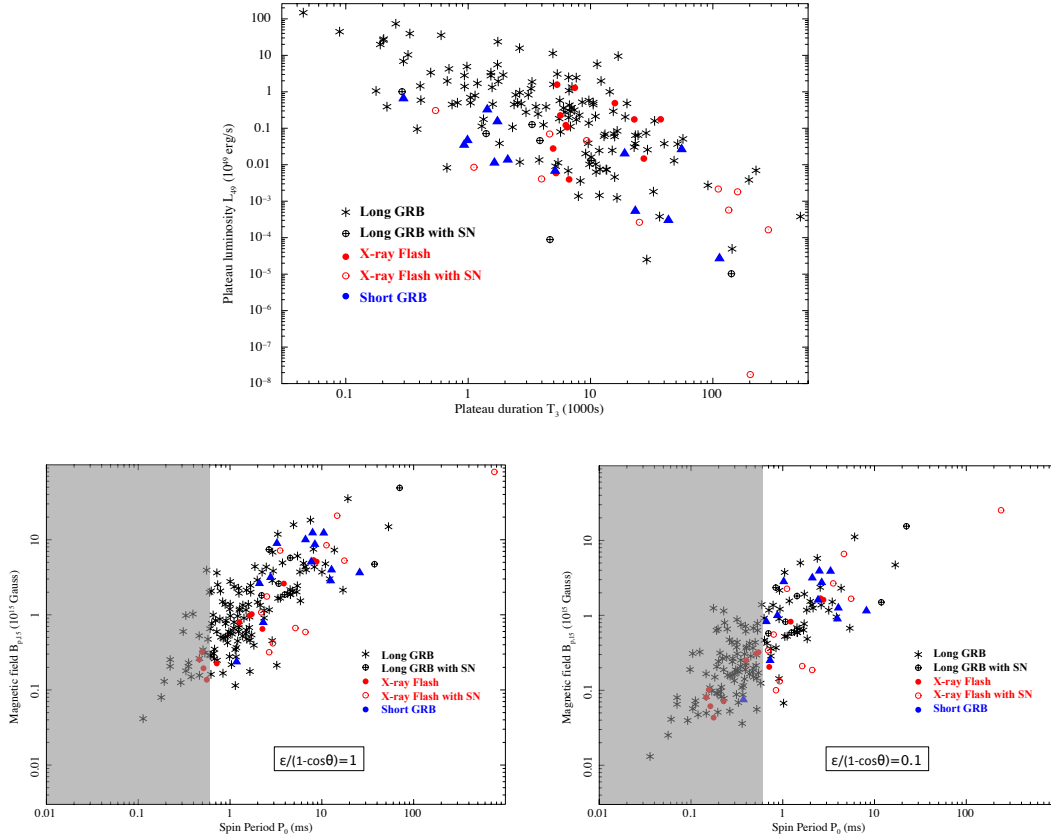 100
10
1
0.1
0.01
10⁻³
10⁻⁴
10⁻⁵
10⁻⁶
10⁻⁷
10⁻⁸
Plateau luminosity L₄₉ (10⁴⁹ erg/s)
Long GRB
Long GRB with SN
X-ray Flash
X-ray Flash with SN
Short GRB
0.1 1 10 100
Plateau duration T₃ (1000s)
10
1
0.1
0.01
Magnetic field Bₚ,₁₅ (10¹⁵ Gauss)
Long GRB
Long GRB with SN
X-ray Flash
X-ray Flash with SN
Short GRB
ε/(1-cosθ)=1
0.01 0.1 1 10 100
Spin Period P₀ (ms)
10
1
0.1
0.01
Magnetic field Bₚ,₁₅ (10¹⁵ Gauss)
Long GRB
Long GRB with SN
X-ray Flash
X-ray Flash with SN
Short GRB
ε/(1-cosθ)=0.1
0.01 0.1 1 10 100
Spin Period P₀ (ms)